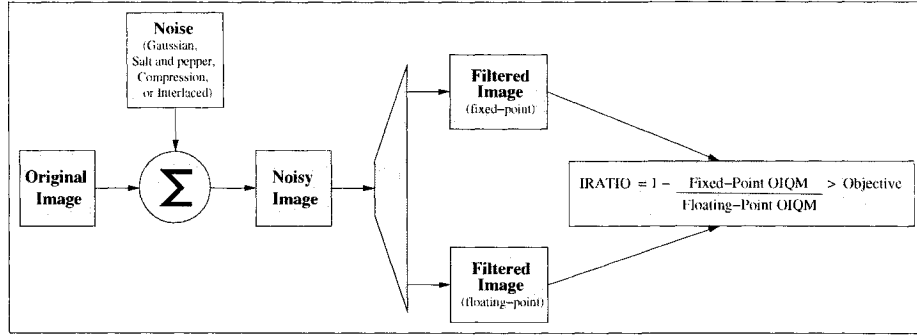 Noise
(Gaussian,
Salt and pepper,
Compression,
or Interlaced)
Original
Image
Σ
Noisy
Image
Filtered
Image
(fixed−point)
Filtered
Image
(floating−point)
IRATIO = 1 − Fixed−Point OIQM > Objective
Floating−Point OIQM